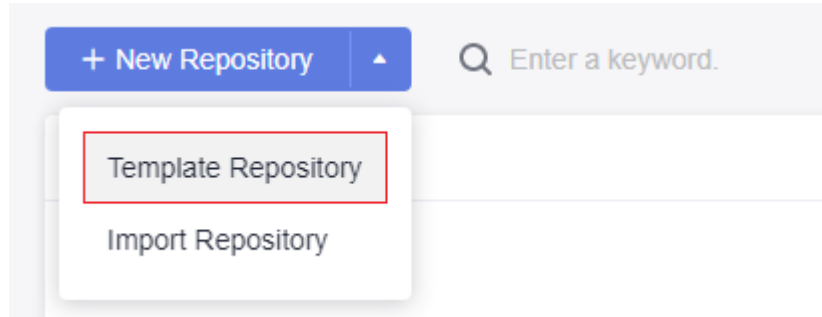 + New Repository
Enter a keyword.
Template Repository
Import Repository